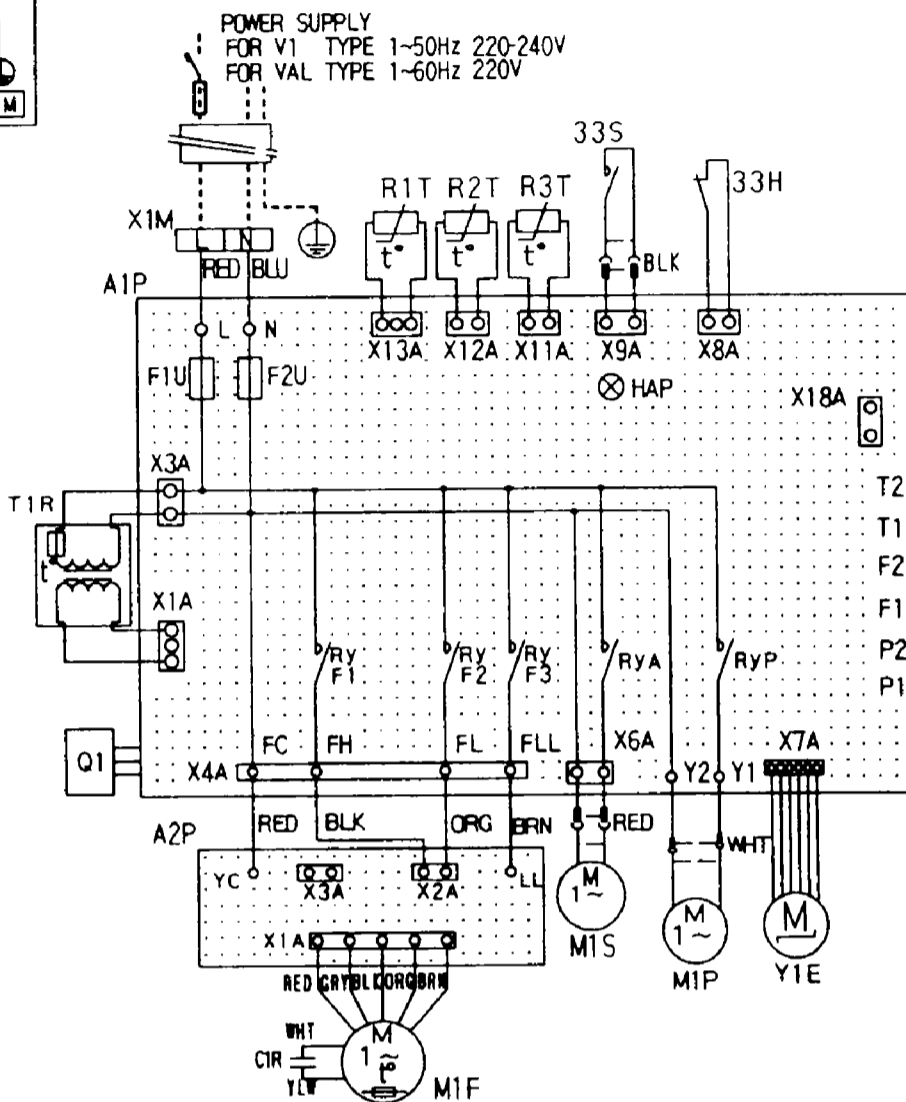 M
POWER SUPPLY
FOR V1 TYPE 1~50Hz 220-240V
FOR VAL TYPE 1~60Hz 220V
33S
R1T R2T R3T
33H
X1M
L N
t° t° t°
RED BLU
BLK
A1P
L N
X13A X12A X11A X9A X8A
F1U F2U
HAP
X18A
X3A
T1R
T2
T1
t°
F2
X1A
F1
Ry F1
Ry F2
Ry F3
RyA
RyP
P2
P1
FC FH FL FLL X6A X7A
Q1
X4A
Y2 Y1
RED BLK ORG BRN RED
A2P
WHT
YC X3A X2A LL
M 1~
M 1~
M
X1A
M1S
M1P
Y1E
RED GRY BLK ORG BRN
WHT
M 1~
C1R
YLW
t°
M1F